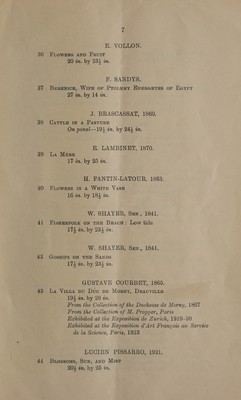 7
E. VOLLON.
36 Flowers and Fruit
20 in. by 23½ in.
F. SANDYS.
37 Berenice, Wife of Ptolemy Euergetes of Egypt
27 in. by 14 in.
J. BRASCASSAT, 1862.
38 Cattle in a Pasture
On panel—19½ in. by 24½ in.
E. LAMBINET, 1870.
39 La Mère
17 in. by 25 in.
H. FANTIN-LATOUR, 1863.
40 Flowers in a White Vase
16 in. by 18½ in.
W. SHAYER, Sen., 1841.
41 Fisherfolk on the Beach: Low tide
17½ in. by 23½ in.
W. SHAYER, Sen., 1841.
42 Gossips on the Sands
17½ in. by 23½ in.
GUSTAVE COURBET, 1865.
43 La Villa du Duc de Morny, Deauville
19½ in. by 26 in.
From the Collection of the Duchesse de Morny, 1867
From the Collection of M. Propper, Paris
Exhibited at the Exposition de Zurich, 1919-20
Exhibited at the Exposition d'Art Français au Service
de la Science, Paris, 1923
LUCIEN PISSARRO, 1921.
44 Blossoms, Sun, and Mist
20½ in. by 25 in.